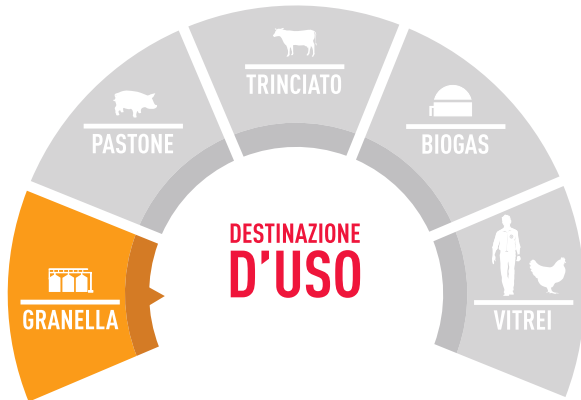 TRINCIATO
PASTONE
BIOGAS
DESTINAZIONE
D'USO
GRANELLA
VITREI